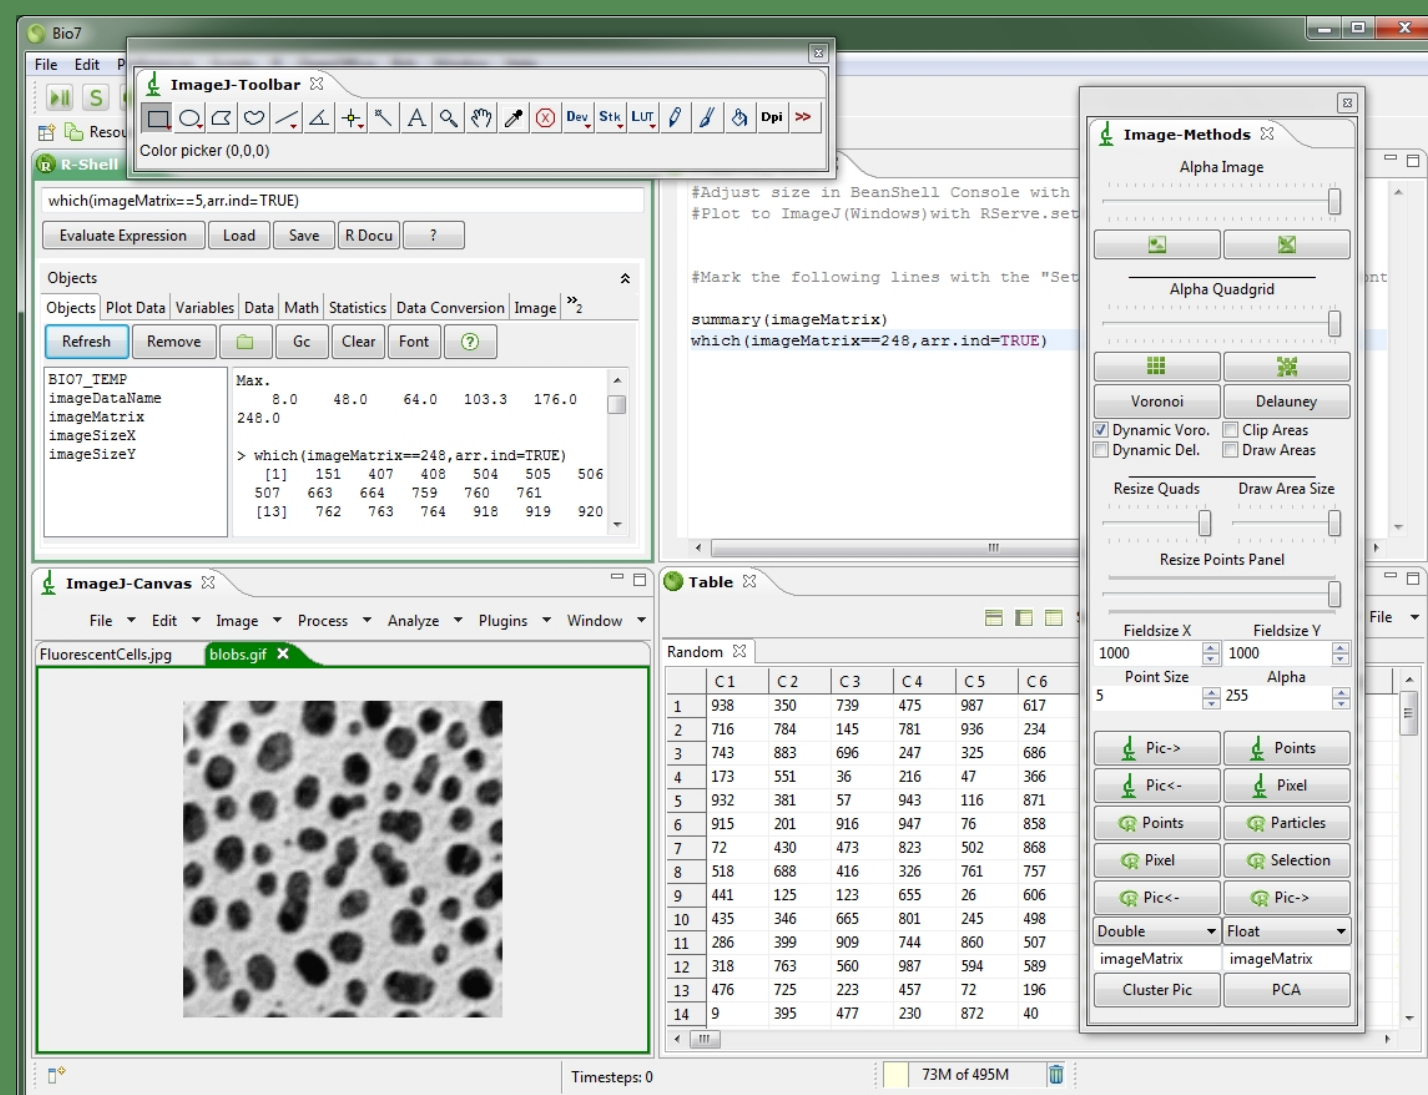 Bio7
File Edit P
ImageJ-Toolbar
Dev Stk LUT Dpi >>
Color picker (0,0,0)
S
Resou
R-Shell
which(imageMatrix==5,arr.ind=TRUE)
Evaluate Expression Load Save R Docu ?
Objects
Objects Plot Data Variables Data Math Statistics Data Conversion Image »2
Refresh Remove Gc Clear Font ?
BIO7_TEMP
imageDataName
imageMatrix
imageSizeX
imageSizeY
Max.
8.0 48.0 64.0 103.3 176.0
248.0
> which(imageMatrix==248,arr.ind=TRUE)
[1] 151 407 408 504 505 506
507 663 664 759 760 761
[13] 762 763 764 918 919 920
#Adjust size in BeanShell Console with
#Plot to ImageJ(Windows)with RServe.set
#Mark the following lines with the "Set
ont
summary(imageMatrix)
which(imageMatrix==248,arr.ind=TRUE)
ImageJ-Canvas
File Edit Image Process Analyze Plugins Window
FluorescentCells.jpg blobs.gif
Table
File
Random
C 1 C 2 C 3 C 4 C 5 C 6
1 938 350 739 475 987 617
2 716 784 145 781 936 234
3 743 883 696 247 325 686
4 173 551 36 216 47 366
5 932 381 57 943 116 871
6 915 201 916 947 76 858
7 72 430 473 823 502 868
8 518 688 416 326 761 757
9 441 125 123 655 26 606
10 435 346 665 801 245 498
11 286 399 909 744 860 507
12 318 763 560 987 594 589
13 476 725 223 457 72 196
14 9 395 477 230 872 40
Image-Methods
Alpha Image
Alpha Quadgrid
Voronoi Delauney
Dynamic Voro. Clip Areas
Dynamic Del. Draw Areas
Resize Quads Draw Area Size
Resize Points Panel
Fieldsize X Fieldsize Y
1000 1000
Point Size Alpha
5 255
Pic-> Points
Pic<- Pixel
Points Particles
Pixel Selection
Pic<- Pic->
Double Float
imageMatrix imageMatrix
Cluster Pic PCA
Timesteps: 0
73M of 495M